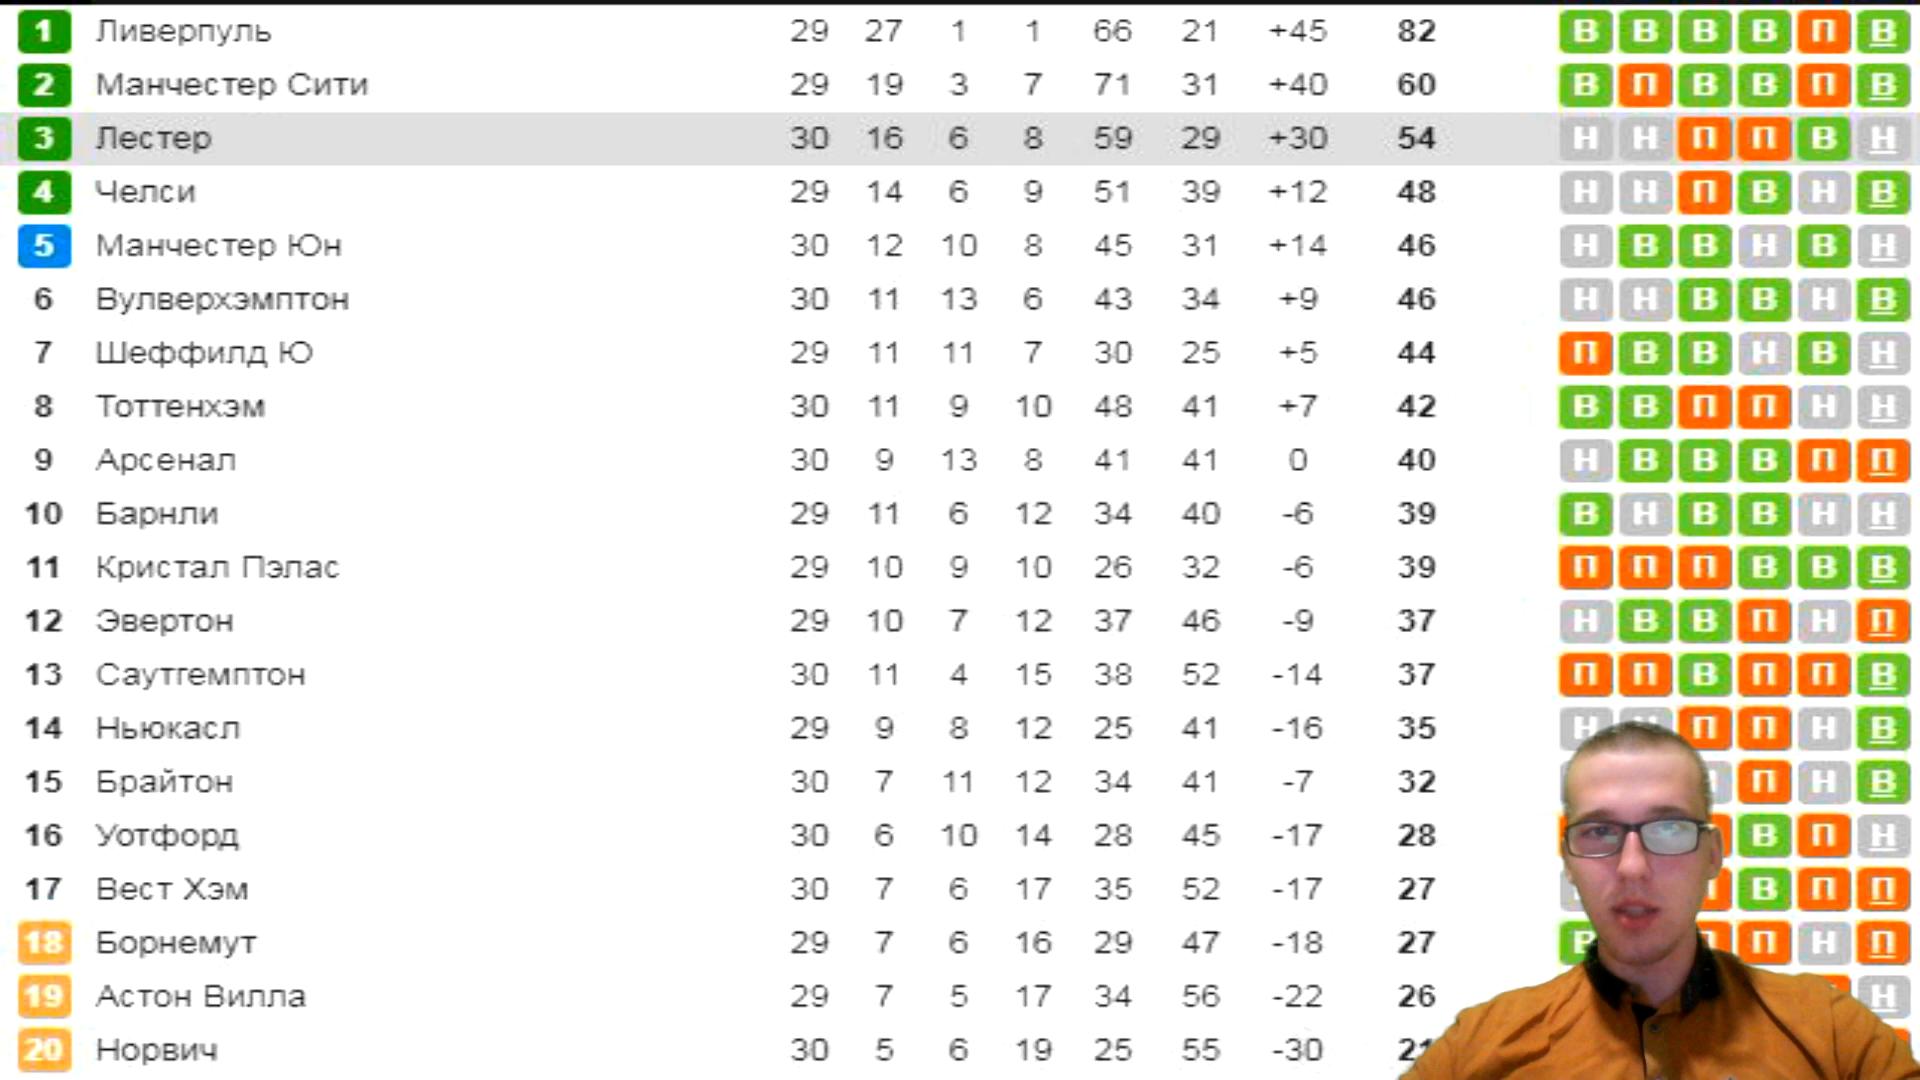 1 Ливерпуль 29 27 1 1 66 21 +45 82 В В В В П В
2 Манчестер Сити 29 19 3 7 71 31 +40 60 В П В В П В
3 Лестер 30 16 6 8 59 29 +30 54 Н Н П П В Н
4 Челси 29 14 6 9 51 39 +12 48 Н Н П В Н В
5 Манчестер Юн 30 12 10 8 45 31 +14 46 Н В В Н В Н
6 Вулверхэмптон 30 11 13 6 43 34 +9 46 Н Н В В Н В
7 Шеффилд Ю 29 11 11 7 30 25 +5 44 П В В Н В Н
8 Тоттенхэм 30 11 9 10 48 41 +7 42 В В П П Н Н
9 Арсенал 30 9 13 8 41 41 0 40 Н В В В П П
10 Барнли 29 11 6 12 34 40 -6 39 В Н В В Н Н
11 Кристал Пэлас 29 10 9 10 26 32 -6 39 П П П В В В
12 Эвертон 29 10 7 12 37 46 -9 37 Н В В П Н П
13 Саутгемптон 30 11 4 15 38 52 -14 37 П П В П П В
14 Ньюкасл 29 9 8 12 25 41 -16 35 Н Н П П Н В
15 Брайтон 30 7 11 12 34 41 -7 32 П Н В
16 Уотфорд 30 6 10 14 28 45 -17 28 В П Н
17 Вест Хэм 30 7 6 17 35 52 -17 27 В П П
18 Борнемут 29 7 6 16 29 47 -18 27 В П П Н П
19 Астон Вилла 29 7 5 17 34 56 -22 26 Н
20 Норвич 30 5 6 19 25 55 -30 21